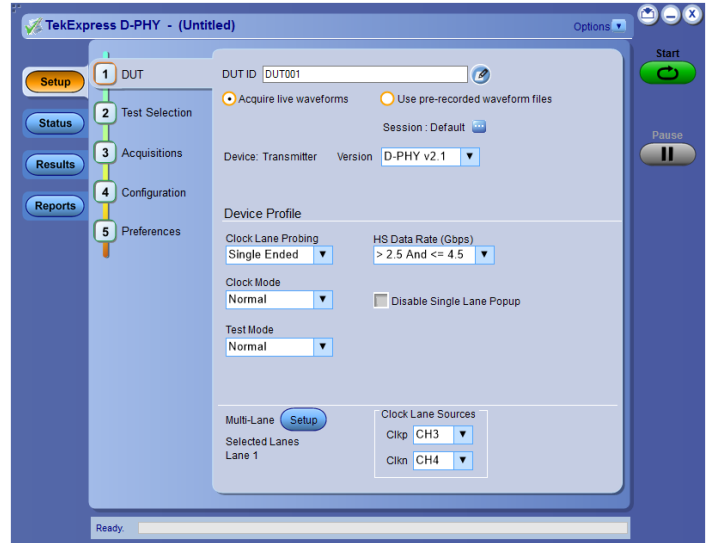 TekExpress D-PHY - (Untitled)
Options
Start
Pause
Setup
Status
Results
Reports
1 DUT
2 Test Selection
3 Acquisitions
4 Configuration
5 Preferences
DUT ID DUT001
Acquire live waveforms Use pre-recorded waveform files
Session : Default
Device: Transmitter Version D-PHY v2.1
Device Profile
Clock Lane Probing HS Data Rate (Gbps)
Single Ended > 2.5 And <= 4.5
Clock Mode
Normal Disable Single Lane Popup
Test Mode
Normal
Multi-Lane Setup
Selected Lanes
Lane 1
Clock Lane Sources
Clkp CH3
Clkn CH4
Ready.